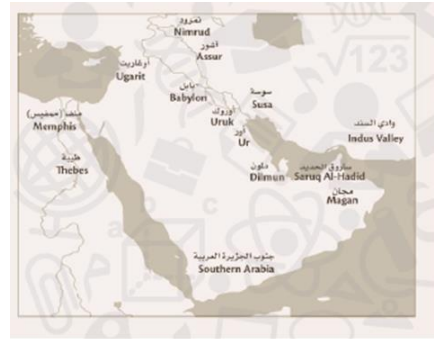 نمرود
Nimrud
آشور
Assur
أوغاريت
Ugarit
بابل
Babylon
سوسة
Susa
أوروك
Uruk
أور
Ur
وادي السند
Indus Valley
منف (ممفيس)
Memphis
طيبة
Thebes
دلمون
Dilmun
ساروق الحديد
Saruq Al-Hadid
مجان
Magan
جنوب الجزيرة العربية
Southern Arabia
√123
a
b
c